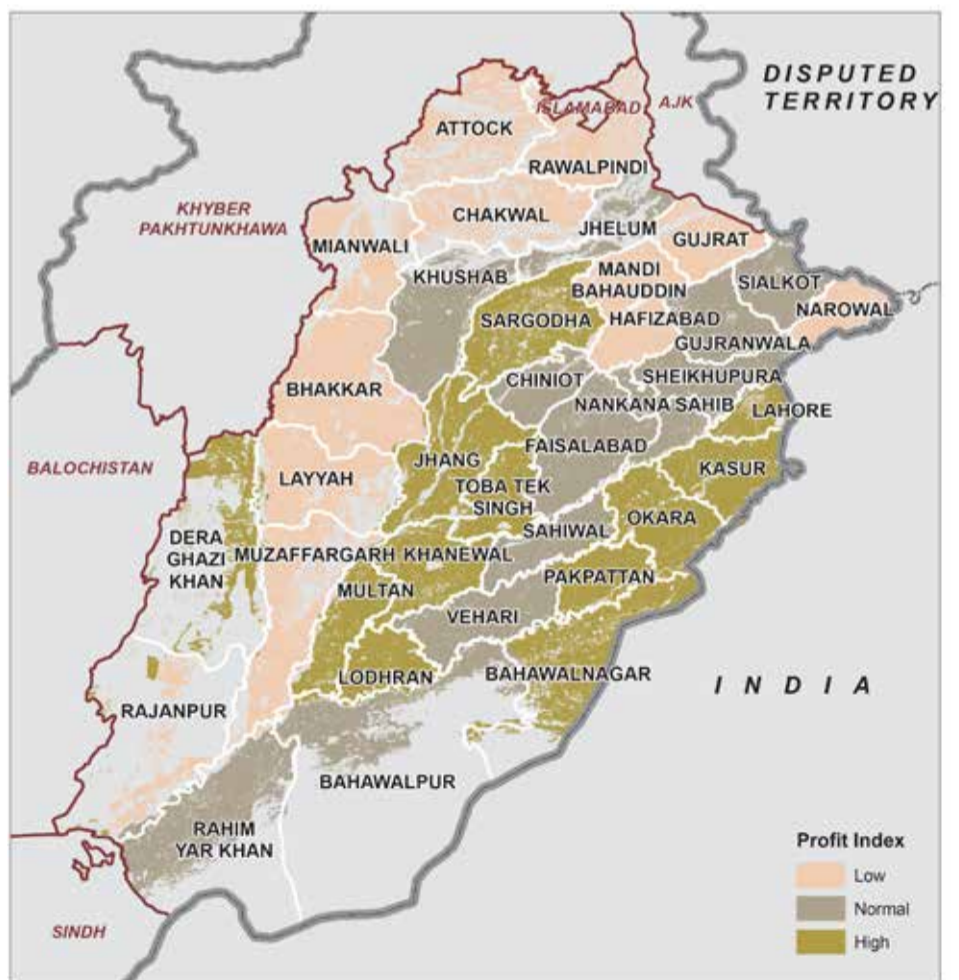 DISPUTED
TERRITORY
ISLAMABAD
AJK
ATTOCK
RAWALPINDI
KHYBER
PAKHTUNKHAWA
CHAKWAL
JHELUM
GUJRAT
MIANWALI
KHUSHAB
MANDI
BAHAUDDIN
SIALKOT
NAROWAL
SARGODHA
HAFIZABAD
GUJRANWALA
BHAKKAR
CHINIOT
SHEIKHUPURA
NANKANA SAHIB
LAHORE
BALOCHISTAN
LAYYAH
JHANG
FAISALABAD
KASUR
TOBA TEK
SINGH
OKARA
DERA
GHAZI
KHAN
MUZAFFARGARH
KHANEWAL
SAHIWAL
MULTAN
PAKPATTAN
VEHARI
LODHRAN
BAHAWALNAGAR
INDIA
RAJANPUR
BAHAWALPUR
RAHIM
YAR KHAN
SINDH
Profit Index
Low
Normal
High